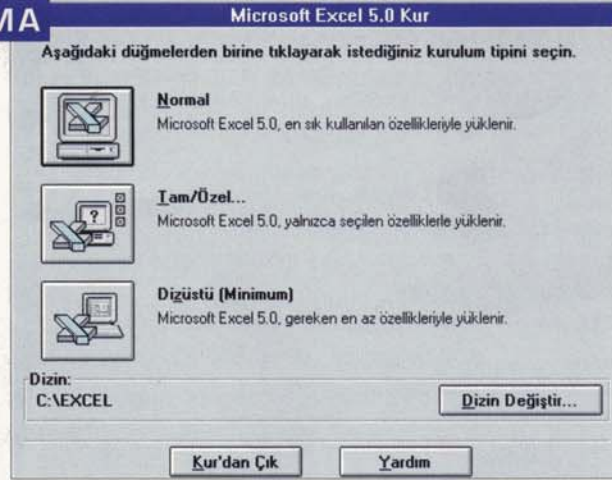 MA
Microsoft Excel 5.0 Kur
Aşağıdaki düğmelerden birine tıklayarak istediğiniz kurulum tipini seçin.
Normal
Microsoft Excel 5.0, en sık kullanılan özellikleriyle yüklenir.
?
Tam/Özel...
Microsoft Excel 5.0, yalnızca seçilen özelliklerle yüklenir.
Dizüstü (Minimum)
Microsoft Excel 5.0, gereken en az özellikleriyle yüklenir.
Dizin:
C:\EXCEL
Dizin Değiştir...
Kur'dan Çık
Yardım